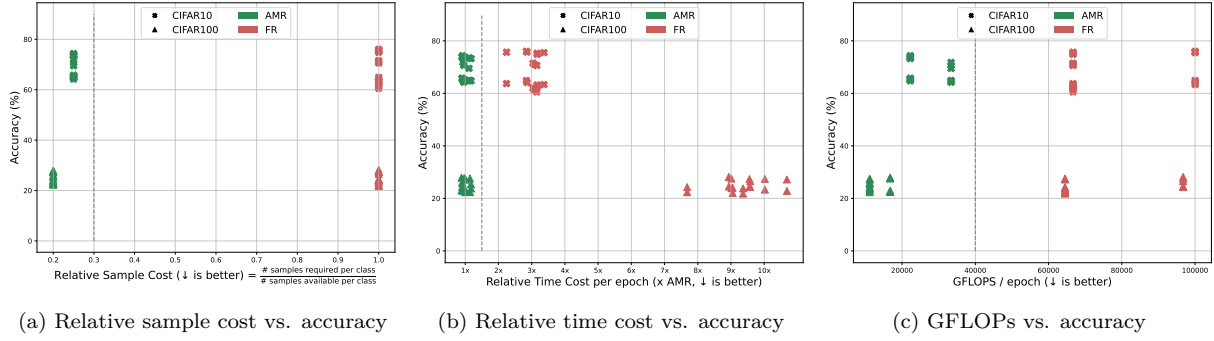 CIFAR10 AMR
CIFAR100 FR
Accuracy (%)
80
60
40
20
0
0.2 0.3 0.4 0.5 0.6 0.7 0.8 0.9 1.0
Relative Sample Cost (↓ is better) = # samples required per class / # samples available per class
(a) Relative sample cost vs. accuracy
CIFAR10 AMR
CIFAR100 FR
Accuracy (%)
80
60
40
20
0
1x 2x 3x 4x 5x 6x 7x 8x 9x 10x
Relative Time Cost per epoch (x AMR, ↓ is better)
(b) Relative time cost vs. accuracy
CIFAR10 AMR
CIFAR100 FR
Accuracy (%)
80
60
40
20
0
20000 40000 60000 80000 100000
GFLOPS / epoch (↓ is better)
(c) GFLOPs vs. accuracy